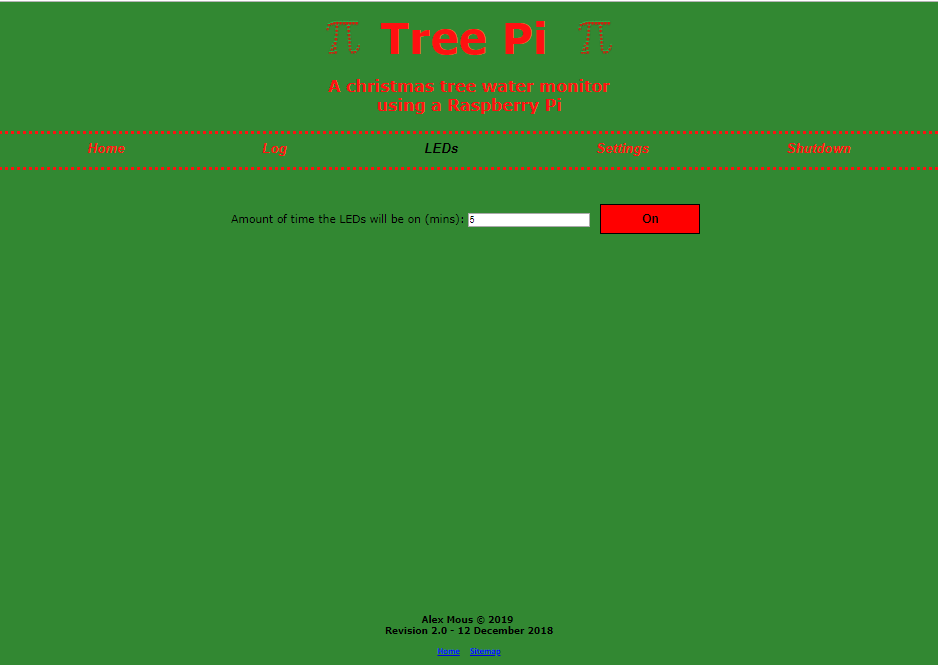 π Tree Pi π
A christmas tree water monitor
using a Raspberry Pi
Home Log LEDs Settings Shutdown
Amount of time the LEDs will be on (mins): 5 On
Alex Mous © 2019
Revision 2.0 - 12 December 2018
Home Sitemap